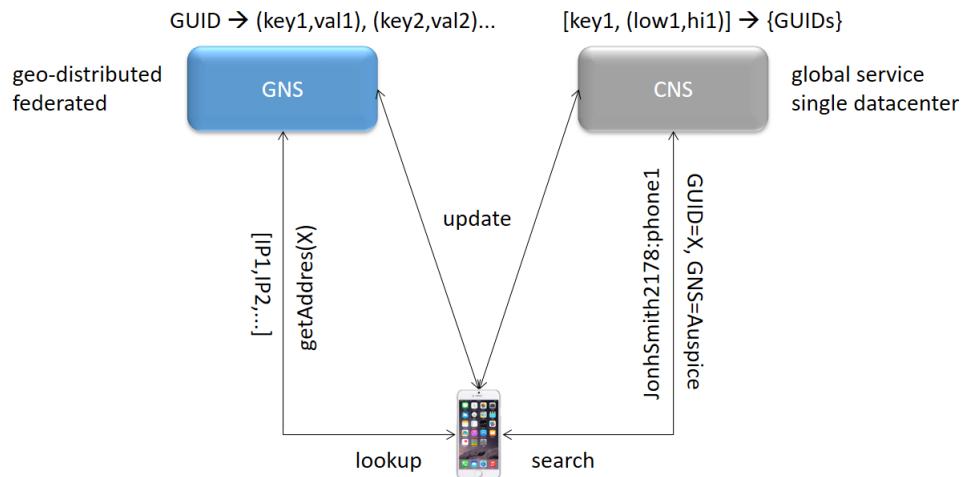 GUID → (key1,val1), (key2,val2)...
[key1, (low1,hi1)] → {GUIDs}
geo-distributed
federated
GNS
CNS
global service
single datacenter
update
[IP1,IP2,...]
getAddres(X)
JonhSmith2178:phone1
GUID=X, GNS=Auspice
lookup
search